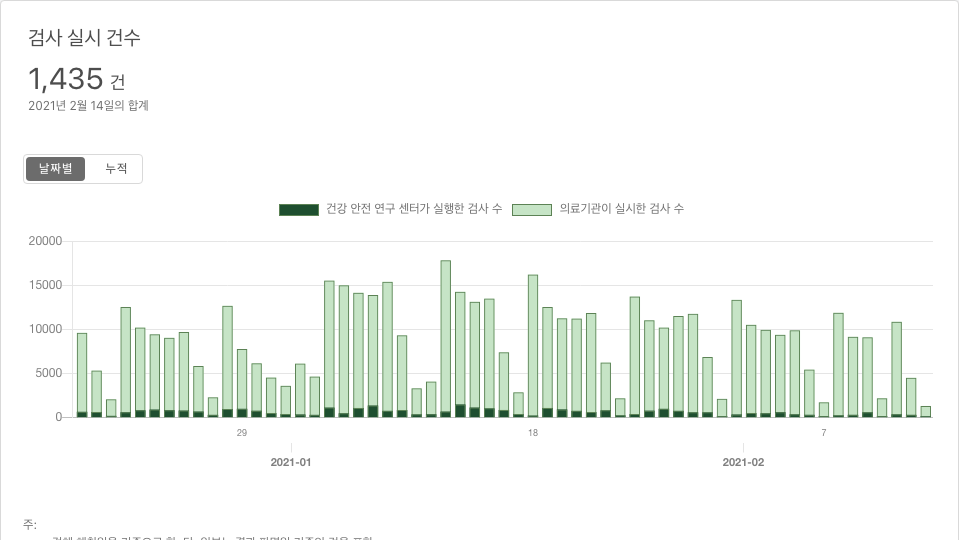 검사 실시 건수
1,435 건
2021년 2월 14일의 합계
날짜별 누적
건강 안전 연구 센터가 실행한 검사 수 의료기관이 실시한 검사 수
20000
15000
10000
5000
0
29 18 7
2021-01 2021-02
주: